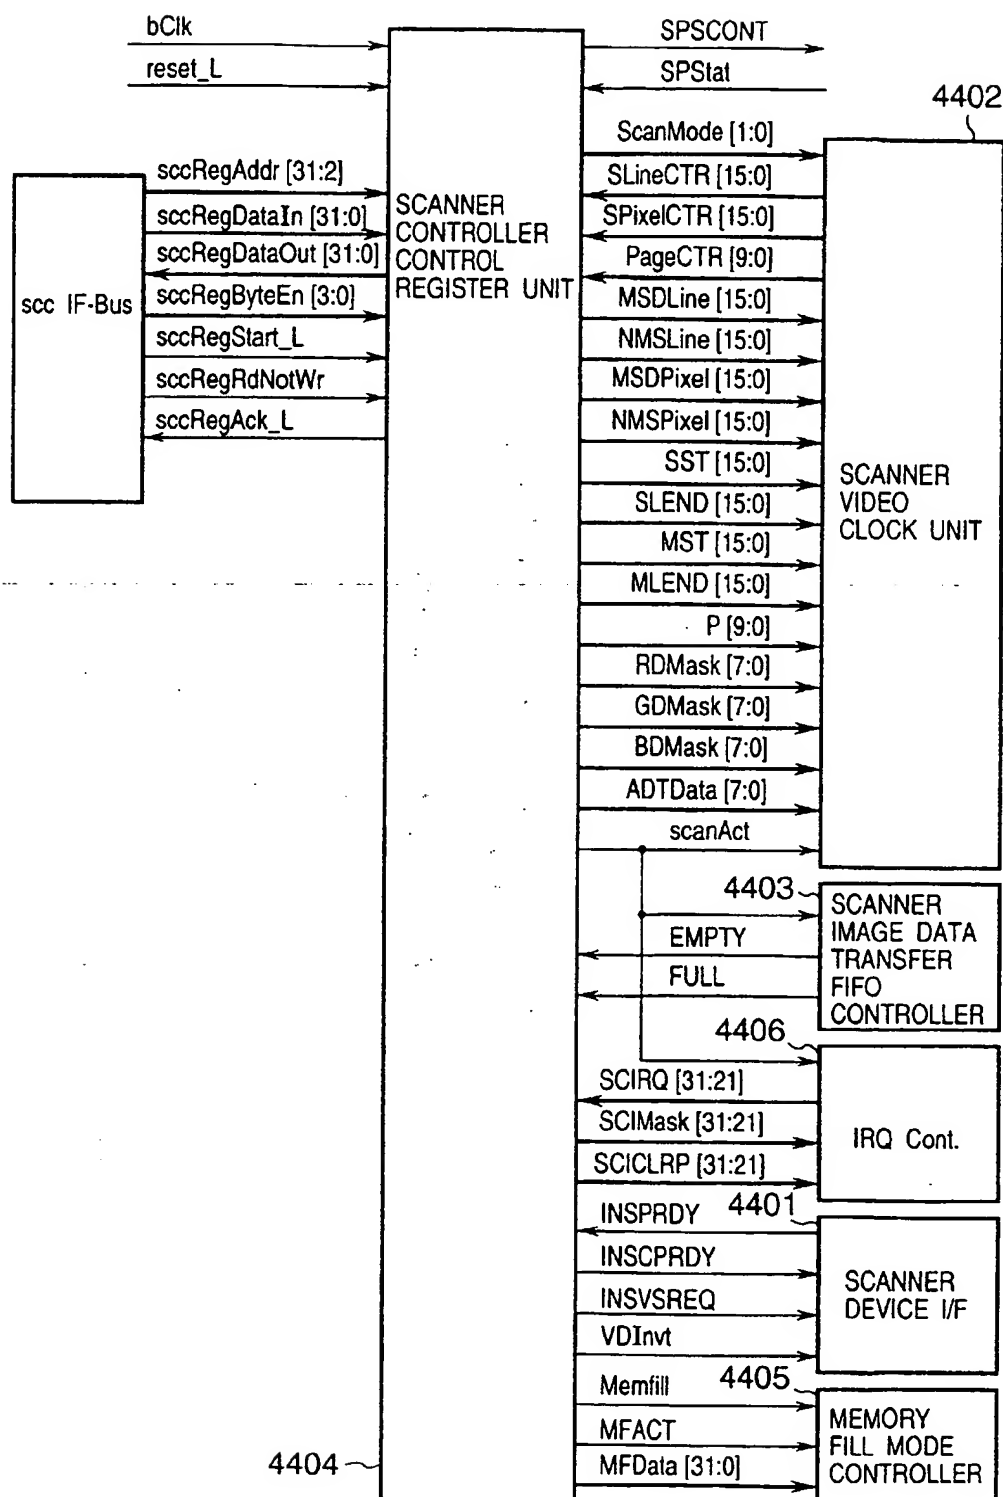 bClk
reset_L
SPSCONT
SPStat
4402
scc IF-Bus
sccRegAddr [31:2]
sccRegDataIn [31:0]
sccRegDataOut [31:0]
sccRegByteEn [3:0]
sccRegStart_L
sccRegRdNotWr
sccRegAck_L
SCANNER
CONTROLLER
CONTROL
REGISTER UNIT
ScanMode [1:0]
SLineCTR [15:0]
SPixelCTR [15:0]
PageCTR [9:0]
MSDLine [15:0]
NMSLine [15:0]
MSDPixel [15:0]
NMSPixel [15:0]
SST [15:0]
SLEND [15:0]
MST [15:0]
MLEND [15:0]
P [9:0]
RDMask [7:0]
GDMask [7:0]
BDMask [7:0]
ADTData [7:0]
scanAct
SCANNER
VIDEO
CLOCK UNIT
4403
EMPTY
FULL
SCANNER
IMAGE DATA
TRANSFER
FIFO
CONTROLLER
4406
SCIRQ [31:21]
SCIMask [31:21]
SCICLRP [31:21]
IRQ Cont.
4401
INSPRDY
INSCPRDY
INSVSREQ
VDInvt
SCANNER
DEVICE I/F
4405
Memfill
MFACT
MFData [31:0]
MEMORY
FILL MODE
CONTROLLER
4404